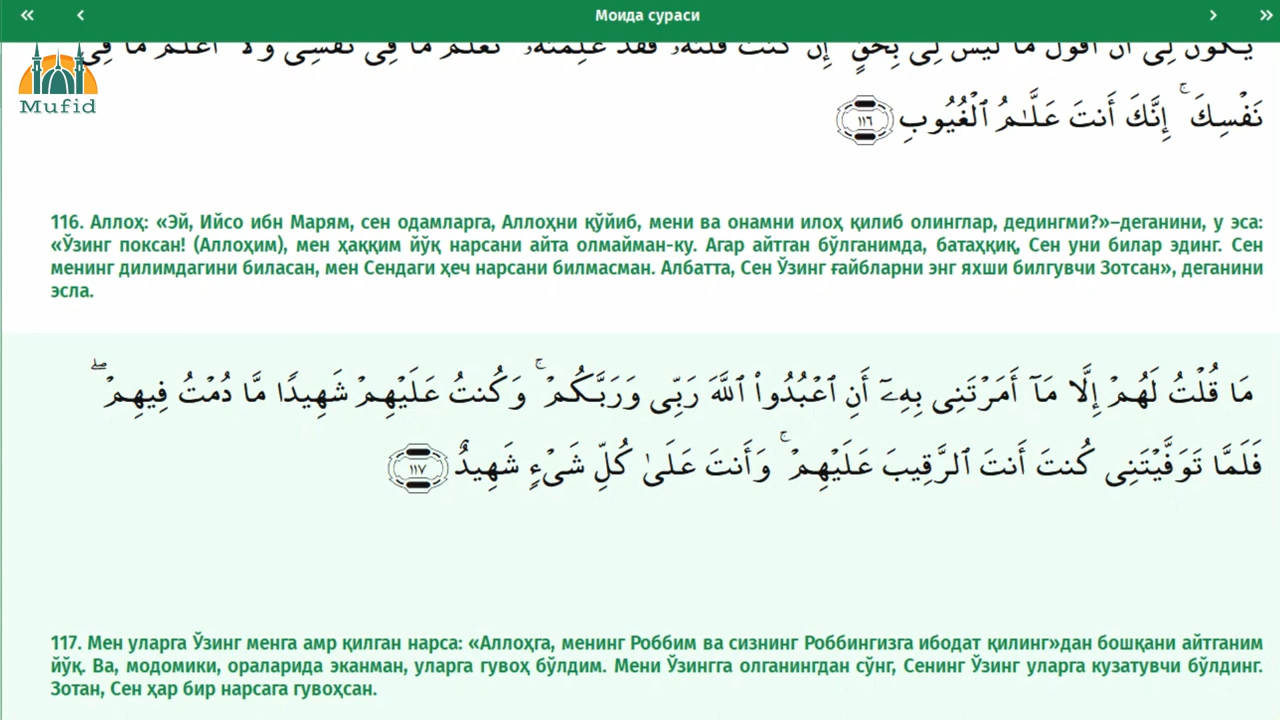 Моида сураси
Mufid
يَكُونُ لِىٓ أَنْ أَقُولَ مَا لَيْسَ لِى بِحَقٍّ ۚ إِن كُنتُ قُلْتُهُۥ فَقَدْ عَلِمْتَهُۥ ۚ تَعْلَمُ مَا فِى نَفْسِى وَلَآ أَعْلَمُ مَا فِى
نَفْسِكَ ۚ إِنَّكَ أَنتَ عَلَّـٰمُ ٱلْغُيُوبِ ١١٦
116. Аллоҳ: «Эй, Ийсо ибн Марям, сен одамларга, Аллоҳни қўйиб, мени ва онамни илоҳ қилиб олинглар, дедингми?»–деганини, у эса:
«Ўзинг поксан! (Аллоҳим), мен ҳаққим йўқ нарсани айта олмайман-ку. Агар айтган бўлганимда, батаҳқиқ, Сен уни билар эдинг. Сен
менинг дилимдагини биласан, мен Сендаги ҳеч нарсани билмасман. Албатта, Сен Ўзинг ғайбларни энг яхши билгувчи Зотсан», деганини
эсла.
مَا قُلْتُ لَهُمْ إِلَّا مَآ أَمَرْتَنِى بِهِۦٓ أَنِ ٱعْبُدُوا۟ ٱللَّهَ رَبِّى وَرَبَّكُمْ ۚ وَكُنتُ عَلَيْهِمْ شَهِيدًا مَّا دُمْتُ فِيهِمْ ۖ
فَلَمَّا تَوَفَّيْتَنِى كُنتَ أَنتَ ٱلرَّقِيبَ عَلَيْهِمْ ۚ وَأَنتَ عَلَىٰ كُلِّ شَىْءٍ شَهِيدٌ ١١٧
117. Мен уларга Ўзинг менга амр қилган нарса: «Аллоҳга, менинг Роббим ва сизнинг Роббингизга ибодат қилинг»дан бошқани айтганим
йўқ. Ва, модомики, ораларида эканман, уларга гувоҳ бўлдим. Мени Ўзингга олганингдан сўнг, Сенинг Ўзинг уларга кузатувчи бўлдинг.
Зотан, Сен ҳар бир нарсага гувоҳсан.